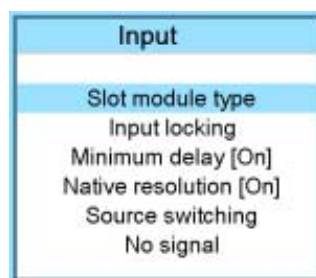 Input
Slot module type
Input locking
Minimum delay [On]
Native resolution [On]
Source switching
No signal